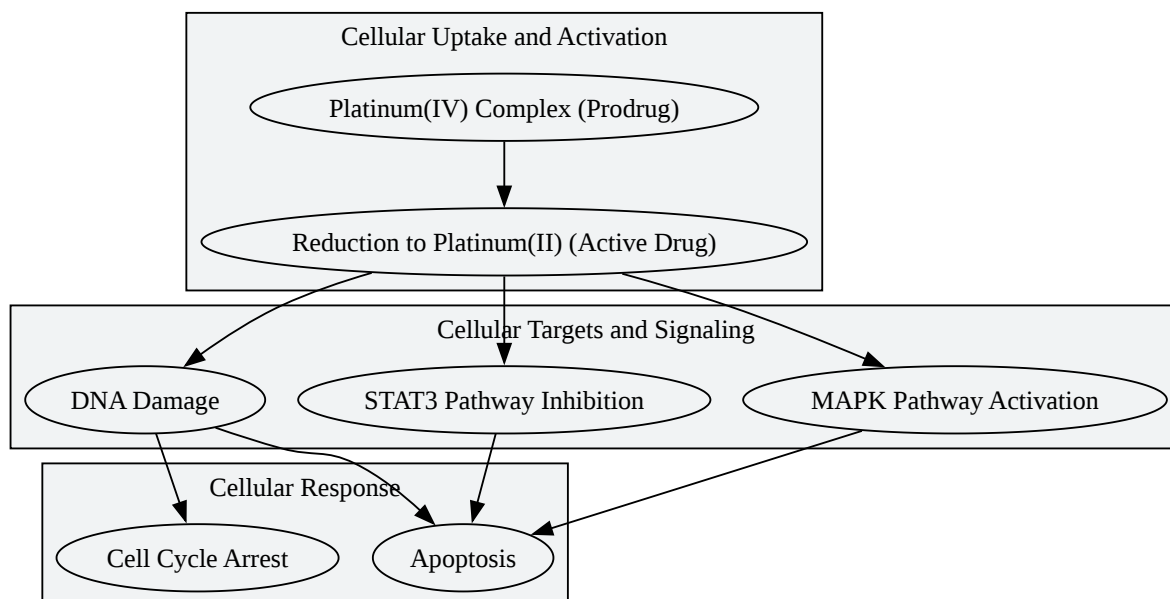 Cellular Uptake and Activation
Platinum(IV) Complex (Prodrug)
Reduction to Platinum(II) (Active Drug)
Cellular Targets and Signaling
DNA Damage
STAT3 Pathway Inhibition
MAPK Pathway Activation
Cellular Response
Cell Cycle Arrest
Apoptosis